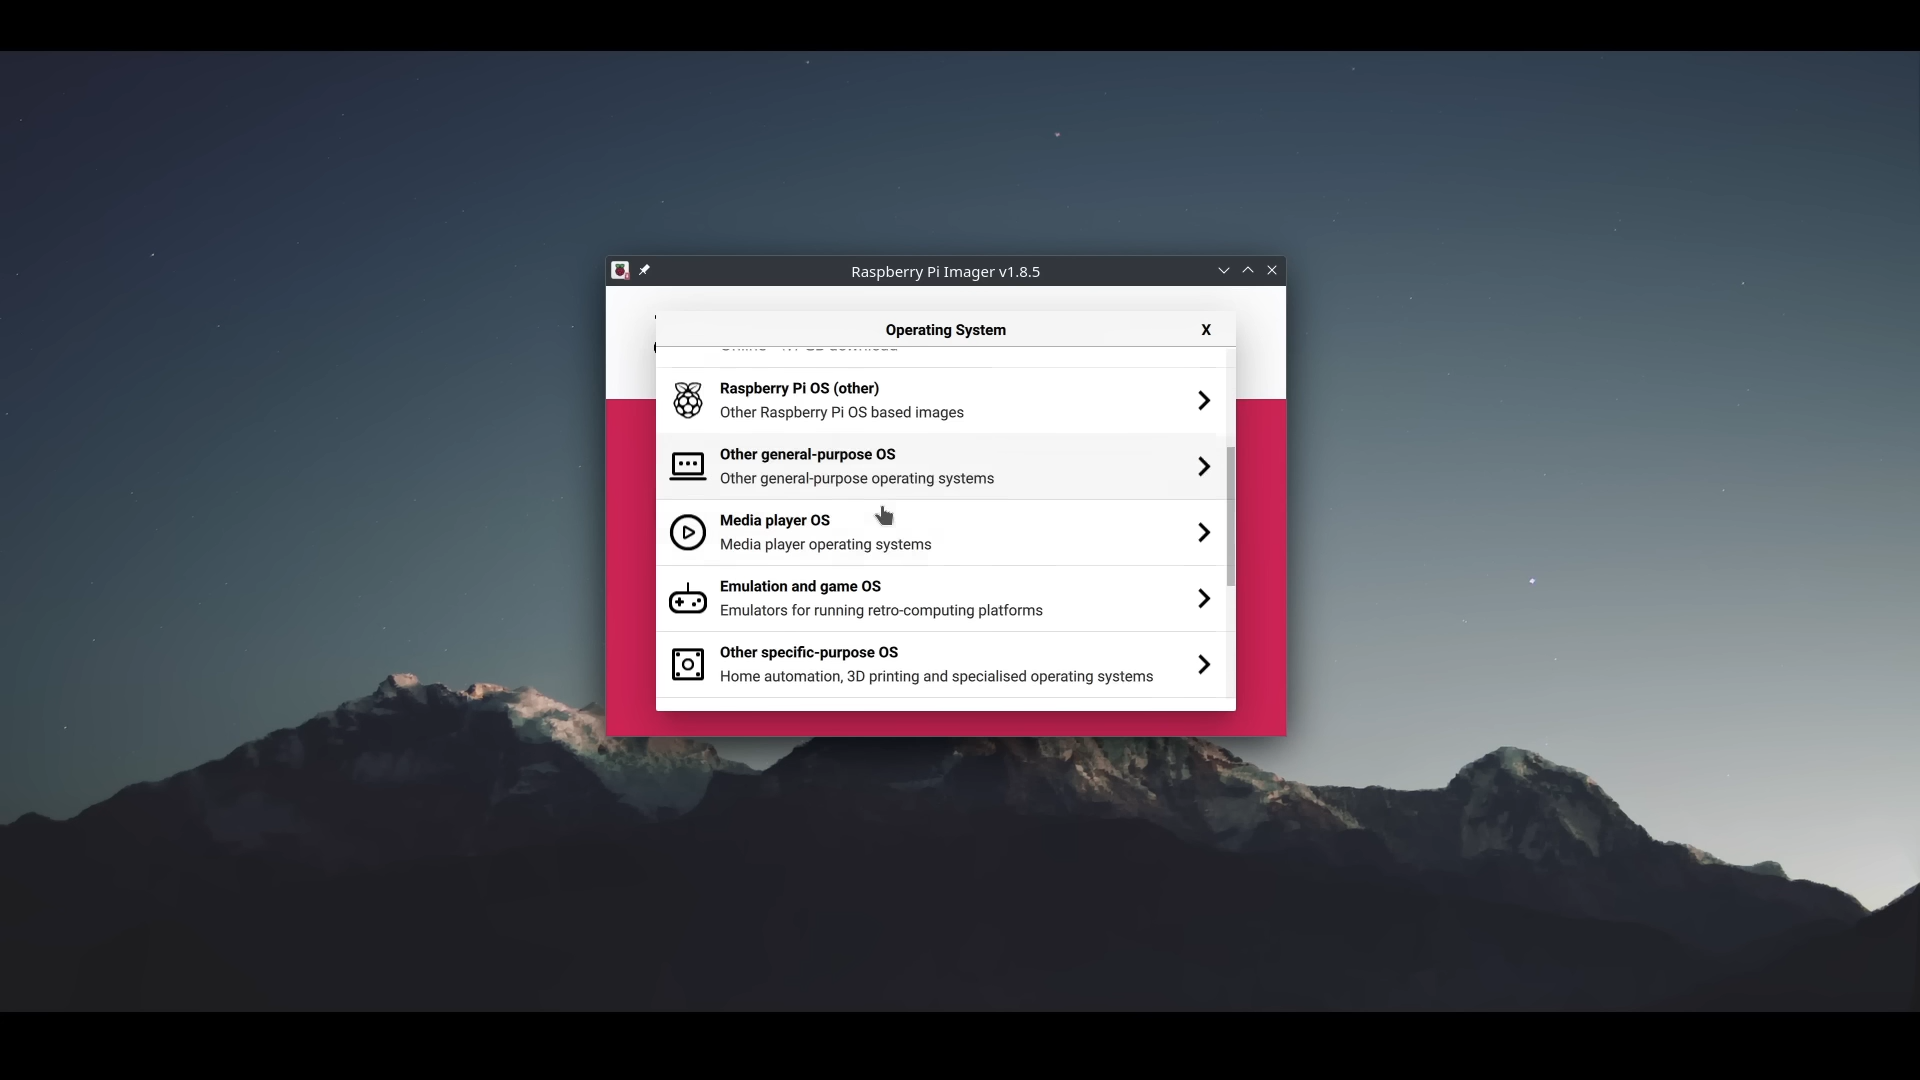 Raspberry Pi Imager v1.8.5
Operating System X
Raspberry Pi OS (other)
Other Raspberry Pi OS based images
Other general-purpose OS
Other general-purpose operating systems
Media player OS
Media player operating systems
Emulation and game OS
Emulators for running retro-computing platforms
Other specific-purpose OS
Home automation, 3D printing and specialised operating systems